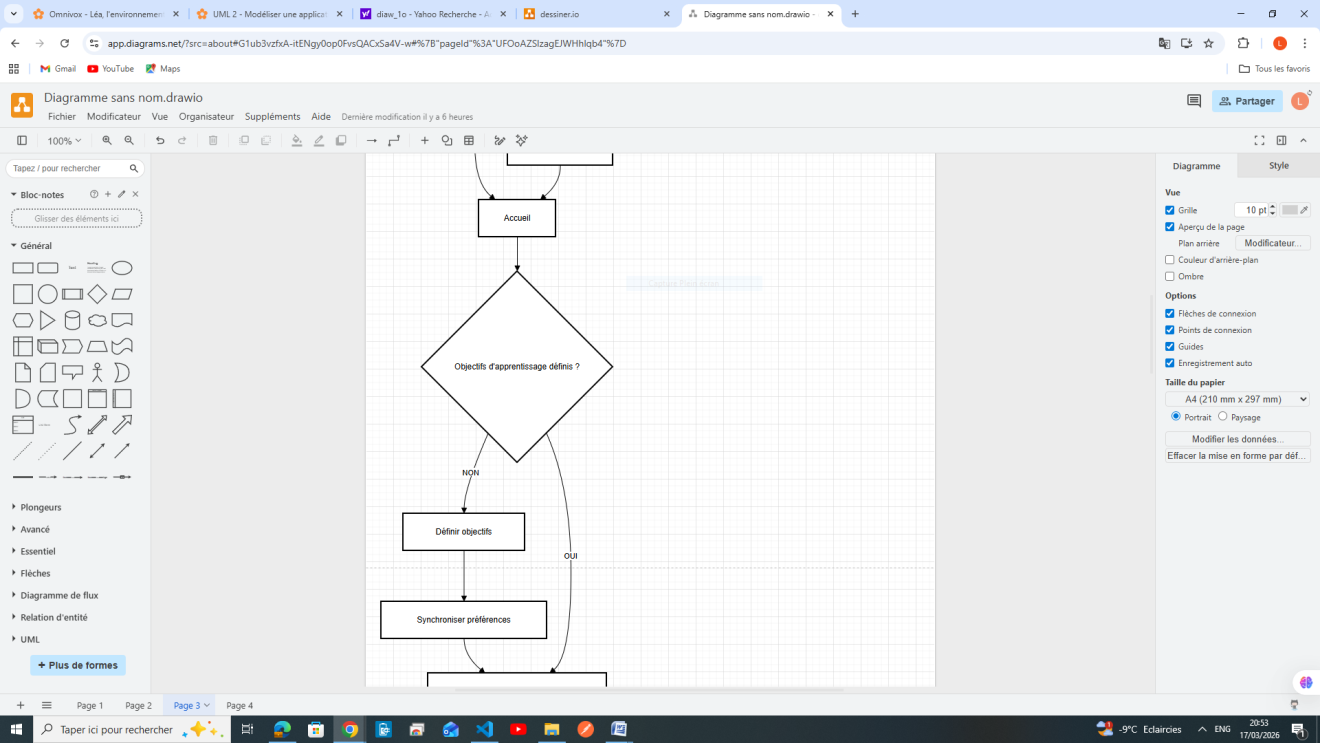 Omnivox - Léa, l'environnemen
UML 2 - Modéliser une applicat
diaw_1o - Yahoo Recherche - A
dessiner.io
Diagramme sans nom.drawio -
app.diagrams.net/?src=about#G1ub3vzfxA-itENgy0op0FvsQACxSa4V-w#%7B"pageId"%3A"UFOoAZSlzagEJWHhIqb4"%7D
Gmail
YouTube
Maps
Tous les favoris
Diagramme sans nom.drawio
Fichier
Modificateur
Vue
Organisateur
Suppléments
Aide
Dernière modification il y a 6 heures
Partager
L
100%
Tapez / pour rechercher
Bloc-notes
Glisser des éléments ici
Général
Text
Heading
Plongeurs
Avancé
Essentiel
Flèches
Diagramme de flux
Relation d'entité
UML
+ Plus de formes
Accueil
Objectifs d'apprentissage définis ?
NON
Définir objectifs
OUI
Synchroniser préférences
Diagramme
Style
Vue
Grille
10 pt
Aperçu de la page
Plan arrière
Modificateur...
Couleur d'arrière-plan
Ombre
Options
Flèches de connexion
Points de connexion
Guides
Enregistrement auto
Taille du papier
A4 (210 mm x 297 mm)
Portrait
Paysage
Modifier les données...
Effacer la mise en forme par déf...
Page 1
Page 2
Page 3
Page 4
Taper ici pour rechercher
-9°C Eclaircies
ENG
20:53
17/03/2026